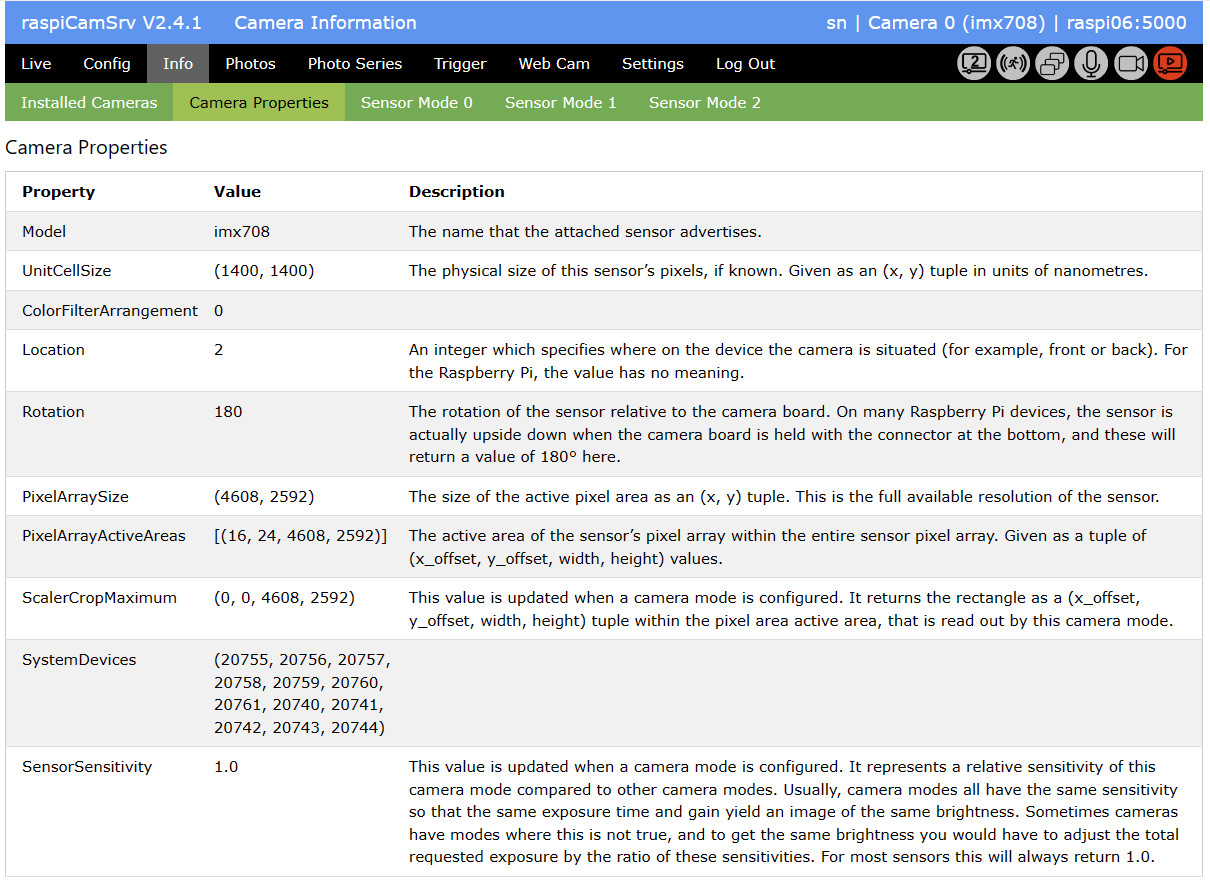 raspiCamSrv V2.4.1 Camera Information sn | Camera 0 (imx708) | raspi06:5000
Live Config Info Photos Photo Series Trigger Web Cam Settings Log Out 2
Installed Cameras Camera Properties Sensor Mode 0 Sensor Mode 1 Sensor Mode 2
Camera Properties
Property Value Description
Model imx708 The name that the attached sensor advertises.
UnitCellSize (1400, 1400) The physical size of this sensor’s pixels, if known. Given as an (x, y) tuple in units of nanometres.
ColorFilterArrangement 0
Location 2 An integer which specifies where on the device the camera is situated (for example, front or back). For
the Raspberry Pi, the value has no meaning.
Rotation 180 The rotation of the sensor relative to the camera board. On many Raspberry Pi devices, the sensor is
actually upside down when the camera board is held with the connector at the bottom, and these will
return a value of 180° here.
PixelArraySize (4608, 2592) The size of the active pixel area as an (x, y) tuple. This is the full available resolution of the sensor.
PixelArrayActiveAreas [(16, 24, 4608, 2592)] The active area of the sensor’s pixel array within the entire sensor pixel array. Given as a tuple of
(x_offset, y_offset, width, height) values.
ScalerCropMaximum (0, 0, 4608, 2592) This value is updated when a camera mode is configured. It returns the rectangle as a (x_offset,
y_offset, width, height) tuple within the pixel area active area, that is read out by this camera mode.
SystemDevices (20755, 20756, 20757,
20758, 20759, 20760,
20761, 20740, 20741,
20742, 20743, 20744)
SensorSensitivity 1.0 This value is updated when a camera mode is configured. It represents a relative sensitivity of this
camera mode compared to other camera modes. Usually, camera modes all have the same sensitivity
so that the same exposure time and gain yield an image of the same brightness. Sometimes cameras
have modes where this is not true, and to get the same brightness you would have to adjust the total
requested exposure by the ratio of these sensitivities. For most sensors this will always return 1.0.